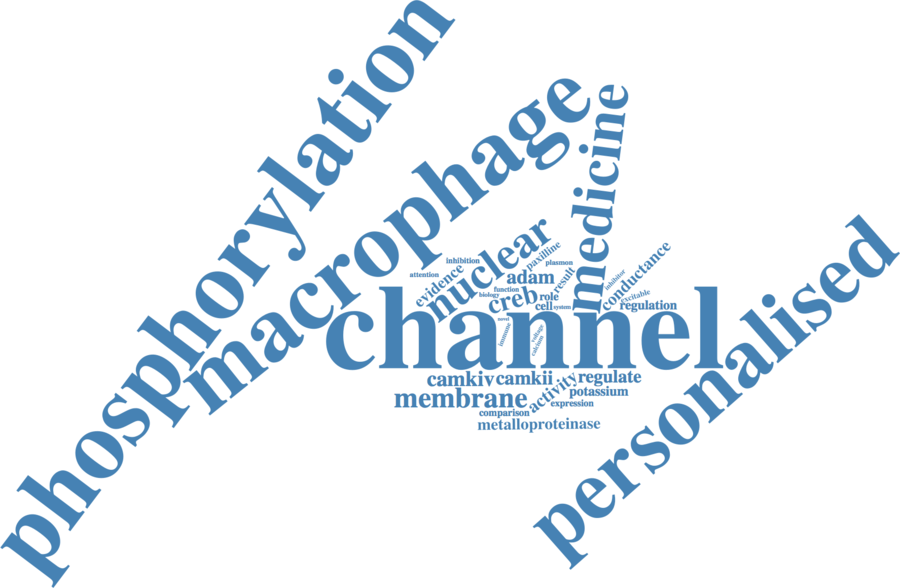 phosphorylation
macrophage
medicine
personalised
nuclear
paxilline
plasmon
inhibition
attention
evidence
adam
result
inhibitor
conductance
excitable
regulation
function
biology
creb
role
cell
system
channel
novel
immune
voltage
calcium
camkiv
camkii
regulate
activity
potassium
membrane
expression
comparison
metalloproteinase